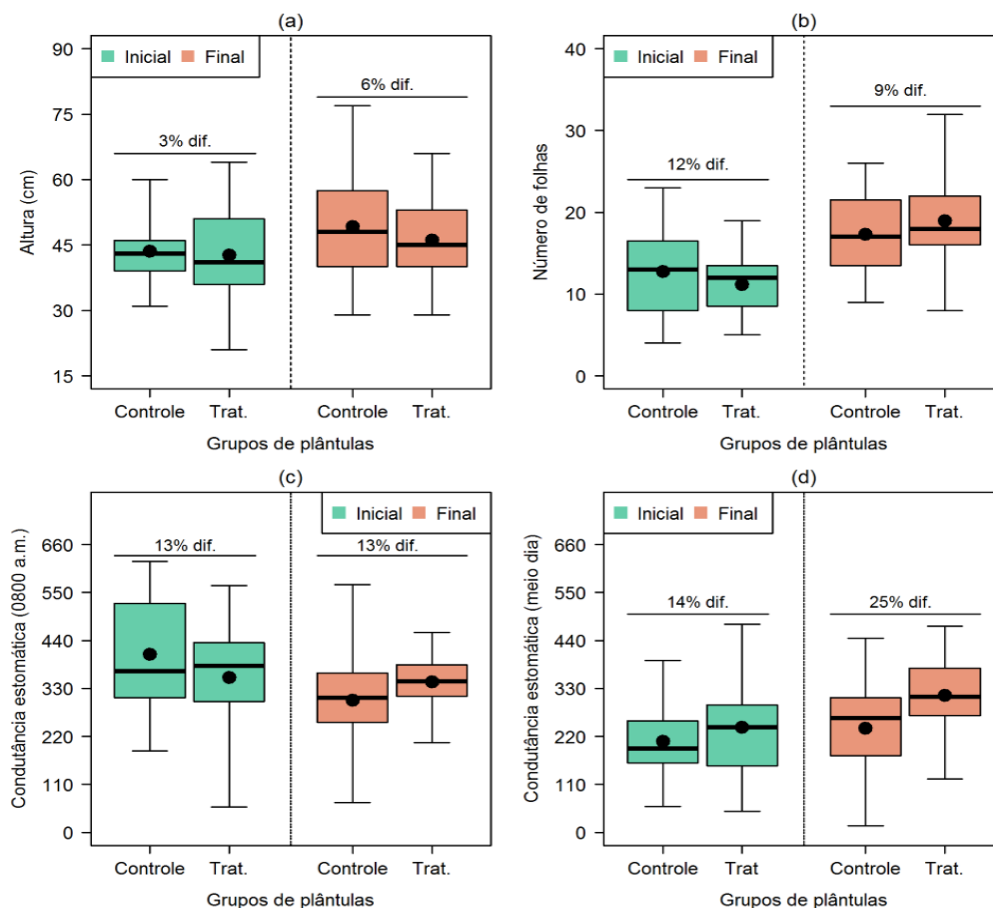 (a)
90
75
60
45
30
15
Altura (cm)
Inicial Final
3% dif.
6% dif.
Controle Trat. Controle Trat.
Grupos de plântulas
(b)
40
30
20
10
0
Número de folhas
Inicial Final
12% dif.
9% dif.
Controle Trat. Controle Trat.
Grupos de plântulas
(c)
660
550
440
330
220
110
0
Condutância estomática (0800 a.m.)
Inicial Final
13% dif.
13% dif.
Controle Trat. Controle Trat.
Grupos de plântulas
(d)
660
550
440
330
220
110
0
Condutância estomática (meio dia)
Inicial Final
14% dif.
25% dif.
Controle Trat Controle Trat.
Grupos de plântulas